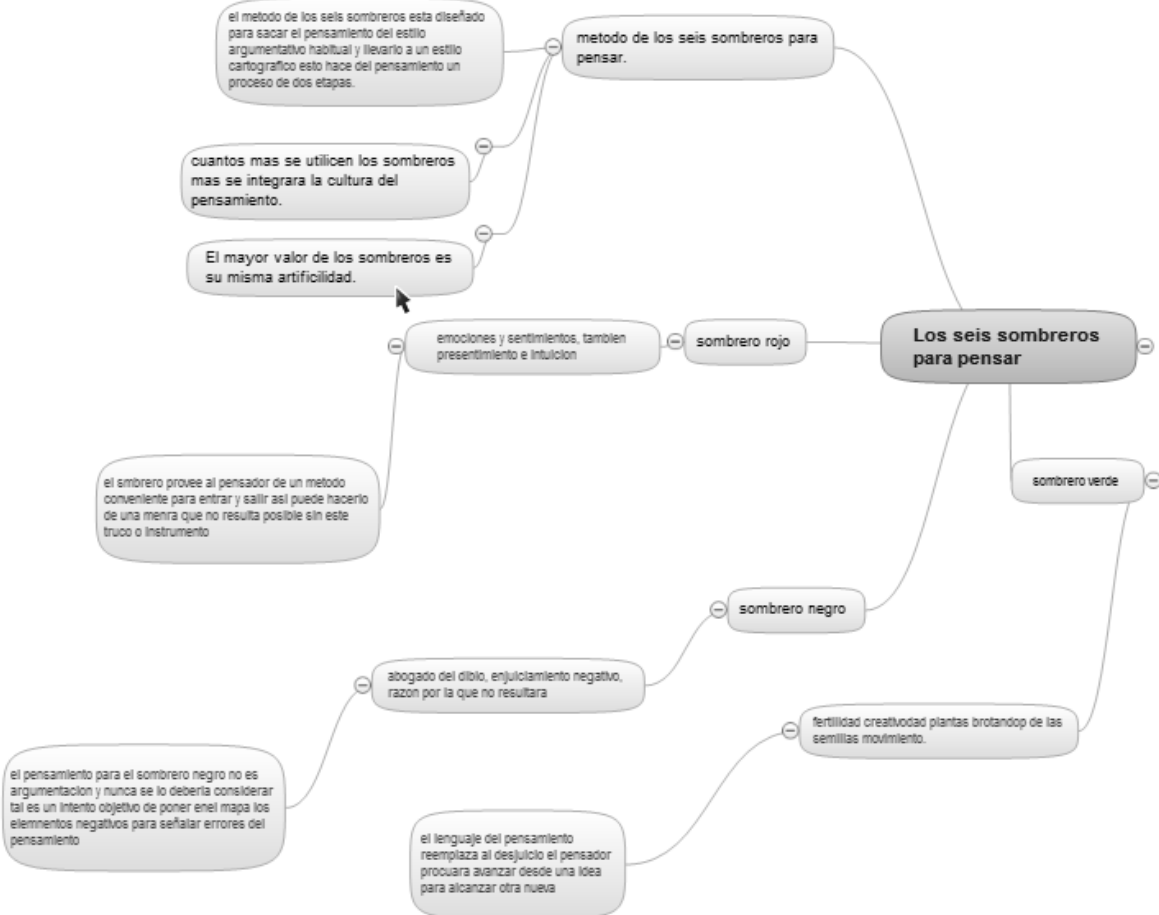 el metodo de los seis sombreros esta diseñado
para sacar el pensamiento del estilo
argumentativo habitual y llevarlo a un estilo
cartografico esto hace del pensamiento un
proceso de dos etapas.
metodo de los seis sombreros para
pensar.
cuantos mas se utilicen los sombreros
mas se integrara la cultura del
pensamiento.
El mayor valor de los sombreros es
su misma artificilidad.
emociones y sentimientos, tambien
presentimiento e intuicion
sombrero rojo
Los seis sombreros
para pensar
el smbrero provee al pensador de un metodo
conveniente para entrar y salir asi puede hacerlo
de una menra que no resulta posible sin este
truco o instrumento
sombrero verde
sombrero negro
abogado del diblo, enjuiciamiento negativo,
razon por la que no resultara
fertilidad creativodad plantas brotandop de las
semillas movimiento.
el pensamiento para el sombrero negro no es
argumentacion y nunca se lo deberia considerar
tal es un intento objetivo de poner enel mapa los
elemnentos negativos para señalar errores del
pensamiento
el lenguaje del pensamiento
reemplaza al desjuicio el pensador
procuara avanzar desde una idea
para alcanzar otra nueva